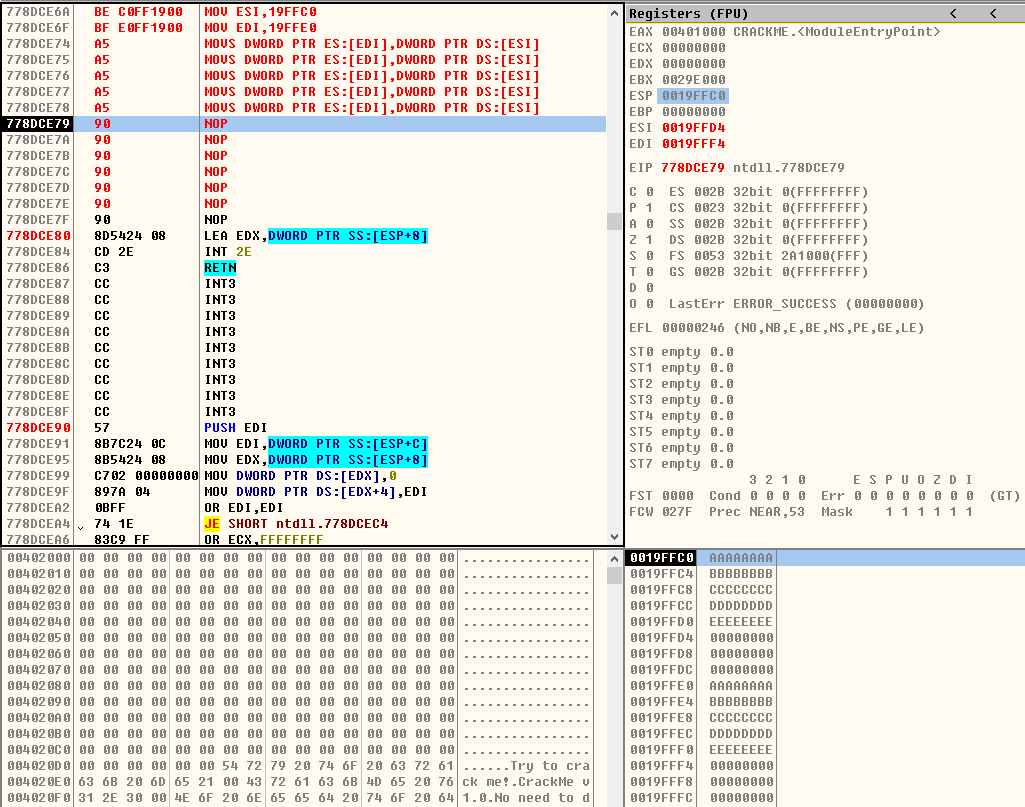 778DCE6A BE C0FF1900 MOV ESI,19FFC0
778DCE6F BF E0FF1900 MOV EDI,19FFE0
778DCE74 A5 MOVS DWORD PTR ES:[EDI],DWORD PTR DS:[ESI]
778DCE75 A5 MOVS DWORD PTR ES:[EDI],DWORD PTR DS:[ESI]
778DCE76 A5 MOVS DWORD PTR ES:[EDI],DWORD PTR DS:[ESI]
778DCE77 A5 MOVS DWORD PTR ES:[EDI],DWORD PTR DS:[ESI]
778DCE78 A5 MOVS DWORD PTR ES:[EDI],DWORD PTR DS:[ESI]
778DCE79 90 NOP
778DCE7A 90 NOP
778DCE7B 90 NOP
778DCE7C 90 NOP
778DCE7D 90 NOP
778DCE7E 90 NOP
778DCE7F 90 NOP
778DCE80 8D5424 08 LEA EDX,DWORD PTR SS:[ESP+8]
778DCE84 CD 2E INT 2E
778DCE86 C3 RETN
778DCE87 CC INT3
778DCE88 CC INT3
778DCE89 CC INT3
778DCE8A CC INT3
778DCE8B CC INT3
778DCE8C CC INT3
778DCE8D CC INT3
778DCE8E CC INT3
778DCE8F CC INT3
778DCE90 57 PUSH EDI
778DCE91 8B7C24 0C MOV EDI,DWORD PTR SS:[ESP+C]
778DCE95 8B5424 08 MOV EDX,DWORD PTR SS:[ESP+8]
778DCE99 C702 00000000 MOV DWORD PTR DS:[EDX],0
778DCE9F 897A 04 MOV DWORD PTR DS:[EDX+4],EDI
778DCEA2 0BFF OR EDI,EDI
778DCEA4 74 1E JE SHORT ntdll.778DCEC4
778DCEA6 83C9 FF OR ECX,FFFFFFFF
Registers (FPU) < <
EAX 00401000 CRACKME.<ModuleEntryPoint>
ECX 00000000
EDX 00000000
EBX 0029E000
ESP 0019FFC0
EBP 00000000
ESI 0019FFD4
EDI 0019FFF4
EIP 778DCE79 ntdll.778DCE79
C 0 ES 002B 32bit 0(FFFFFFFF)
P 1 CS 0023 32bit 0(FFFFFFFF)
A 0 SS 002B 32bit 0(FFFFFFFF)
Z 1 DS 002B 32bit 0(FFFFFFFF)
S 0 FS 0053 32bit 2A1000(FFF)
T 0 GS 002B 32bit 0(FFFFFFFF)
D 0
O 0 LastErr ERROR_SUCCESS (00000000)
EFL 00000246 (NO,NB,E,BE,NS,PE,GE,LE)
ST0 empty 0.0
ST1 empty 0.0
ST2 empty 0.0
ST3 empty 0.0
ST4 empty 0.0
ST5 empty 0.0
ST6 empty 0.0
ST7 empty 0.0
3 2 1 0 E S P U O Z D I
FST 0000 Cond 0 0 0 0 Err 0 0 0 0 0 0 0 0 (GT)
FCW 027F Prec NEAR,53 Mask 1 1 1 1 1 1
00402000 00 00 00 00 00 00 00 00 00 00 00 00 00 00 00 00 ................
00402010 00 00 00 00 00 00 00 00 00 00 00 00 00 00 00 00 ................
00402020 00 00 00 00 00 00 00 00 00 00 00 00 00 00 00 00 ................
00402030 00 00 00 00 00 00 00 00 00 00 00 00 00 00 00 00 ................
00402040 00 00 00 00 00 00 00 00 00 00 00 00 00 00 00 00 ................
00402050 00 00 00 00 00 00 00 00 00 00 00 00 00 00 00 00 ................
00402060 00 00 00 00 00 00 00 00 00 00 00 00 00 00 00 00 ................
00402070 00 00 00 00 00 00 00 00 00 00 00 00 00 00 00 00 ................
00402080 00 00 00 00 00 00 00 00 00 00 00 00 00 00 00 00 ................
00402090 00 00 00 00 00 00 00 00 00 00 00 00 00 00 00 00 ................
004020A0 00 00 00 00 00 00 00 00 00 00 00 00 00 00 00 00 ................
004020B0 00 00 00 00 00 00 00 00 00 00 00 00 00 00 00 00 ................
004020C0 00 00 00 00 00 00 00 00 00 00 00 00 00 00 00 00 ................
004020D0 00 00 00 00 00 00 54 72 79 20 74 6F 20 63 72 61 ......Try to cra
004020E0 63 6B 20 6D 65 21 00 43 72 61 63 6B 4D 65 20 76 ck me!.CrackMe v
004020F0 31 2E 30 00 4E 6F 20 6E 65 65 64 20 74 6F 20 64 1.0.No need to d
0019FFC0 AAAAAAAA
0019FFC4 BBBBBBBB
0019FFC8 CCCCCCCC
0019FFCC DDDDDDDD
0019FFD0 EEEEEEEE
0019FFD4 00000000
0019FFD8 00000000
0019FFDC 00000000
0019FFE0 AAAAAAAA
0019FFE4 BBBBBBBB
0019FFE8 CCCCCCCC
0019FFEC DDDDDDDD
0019FFF0 EEEEEEEE
0019FFF4 00000000
0019FFF8 00000000
0019FFFC 00000000